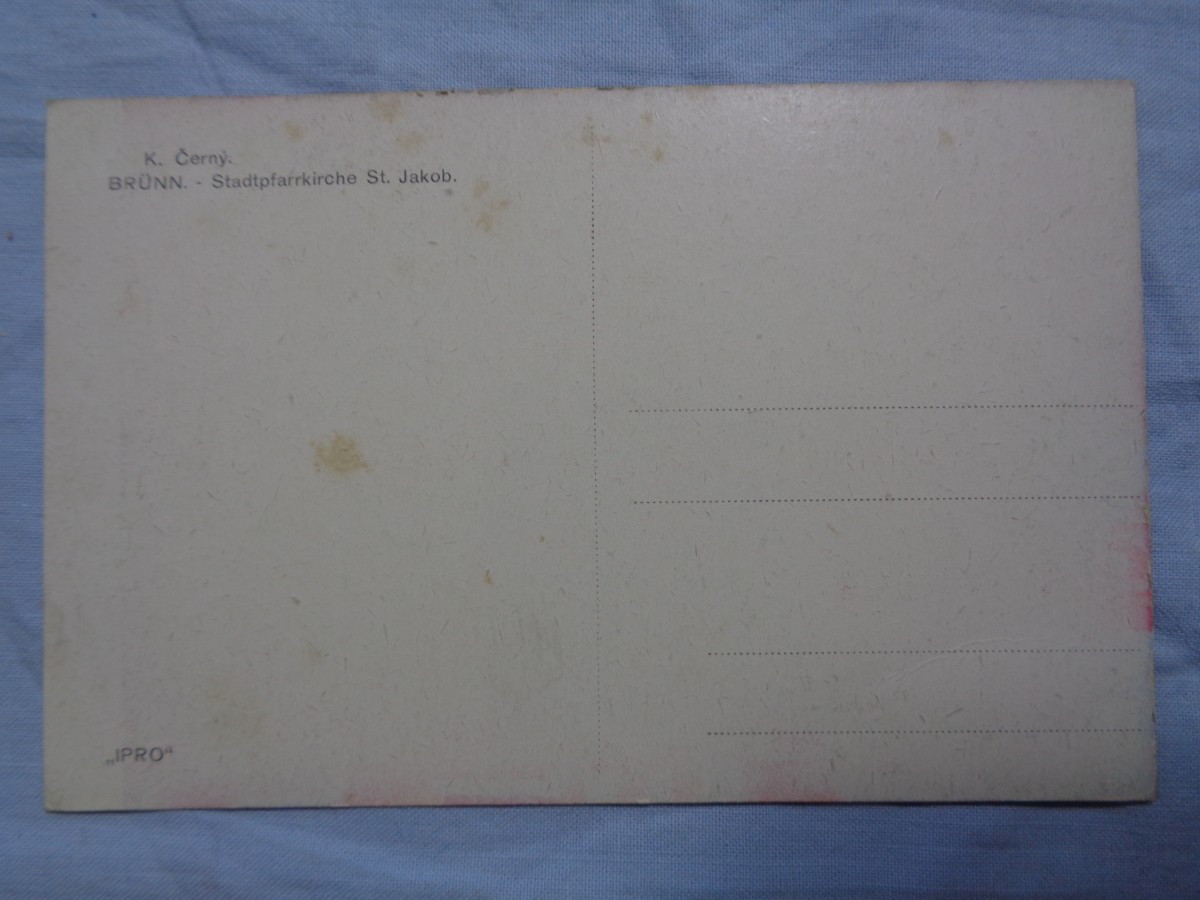 K. Černý.
BRÜNN. - Stadtpfarrkirche St. Jakob.
„IPRO“